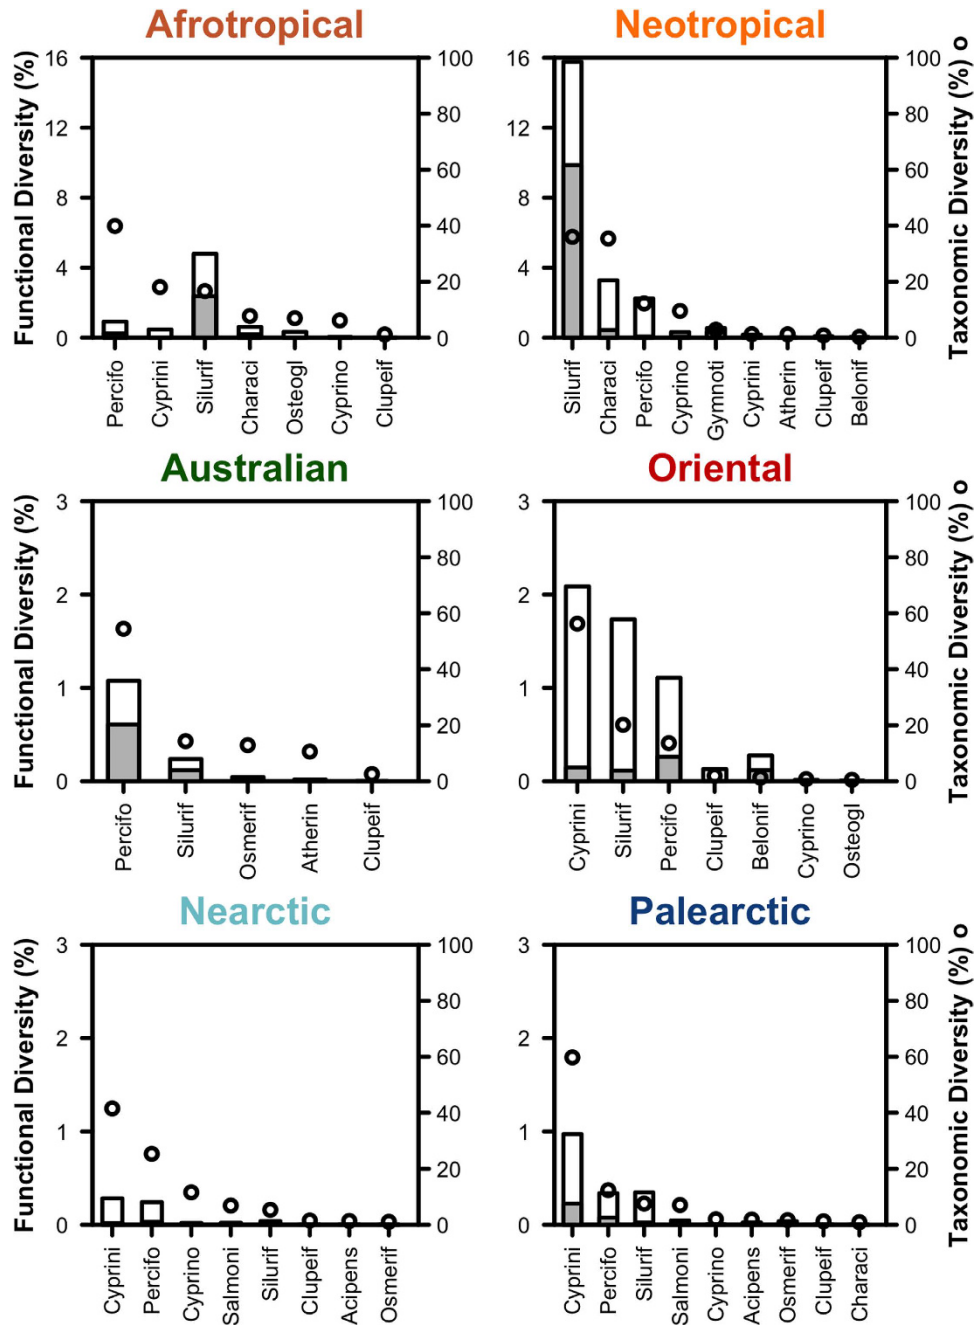 Afrotropical
Neotropical
Functional Diversity (%)
16
12
8
4
0
100
80
60
40
20
0
Percifo
Cyprini
Silurif
Characi
Osteogl
Cyprino
Clupeif
16
12
8
4
0
100
80
60
40
20
0
Taxonomic Diversity (%) o
Silurif
Characi
Percifo
Cyprino
Gymnoti
Cyprini
Atherin
Clupeif
Belonif
Australian
Oriental
Functional Diversity (%)
3
2
1
0
100
80
60
40
20
0
Percifo
Silurif
Osmerif
Atherin
Clupeif
3
2
1
0
100
80
60
40
20
0
Taxonomic Diversity (%) o
Cyprini
Silurif
Percifo
Clupeif
Belonif
Cyprino
Osteogl
Nearctic
Palearctic
Functional Diversity (%)
3
2
1
0
100
80
60
40
20
0
Cyprini
Percifo
Cyprino
Salmoni
Silurif
Clupeif
Acipens
Osmerif
3
2
1
0
100
80
60
40
20
0
Taxonomic Diversity (%) o
Cyprini
Percifo
Silurif
Salmoni
Cyprino
Acipens
Osmerif
Clupeif
Characi